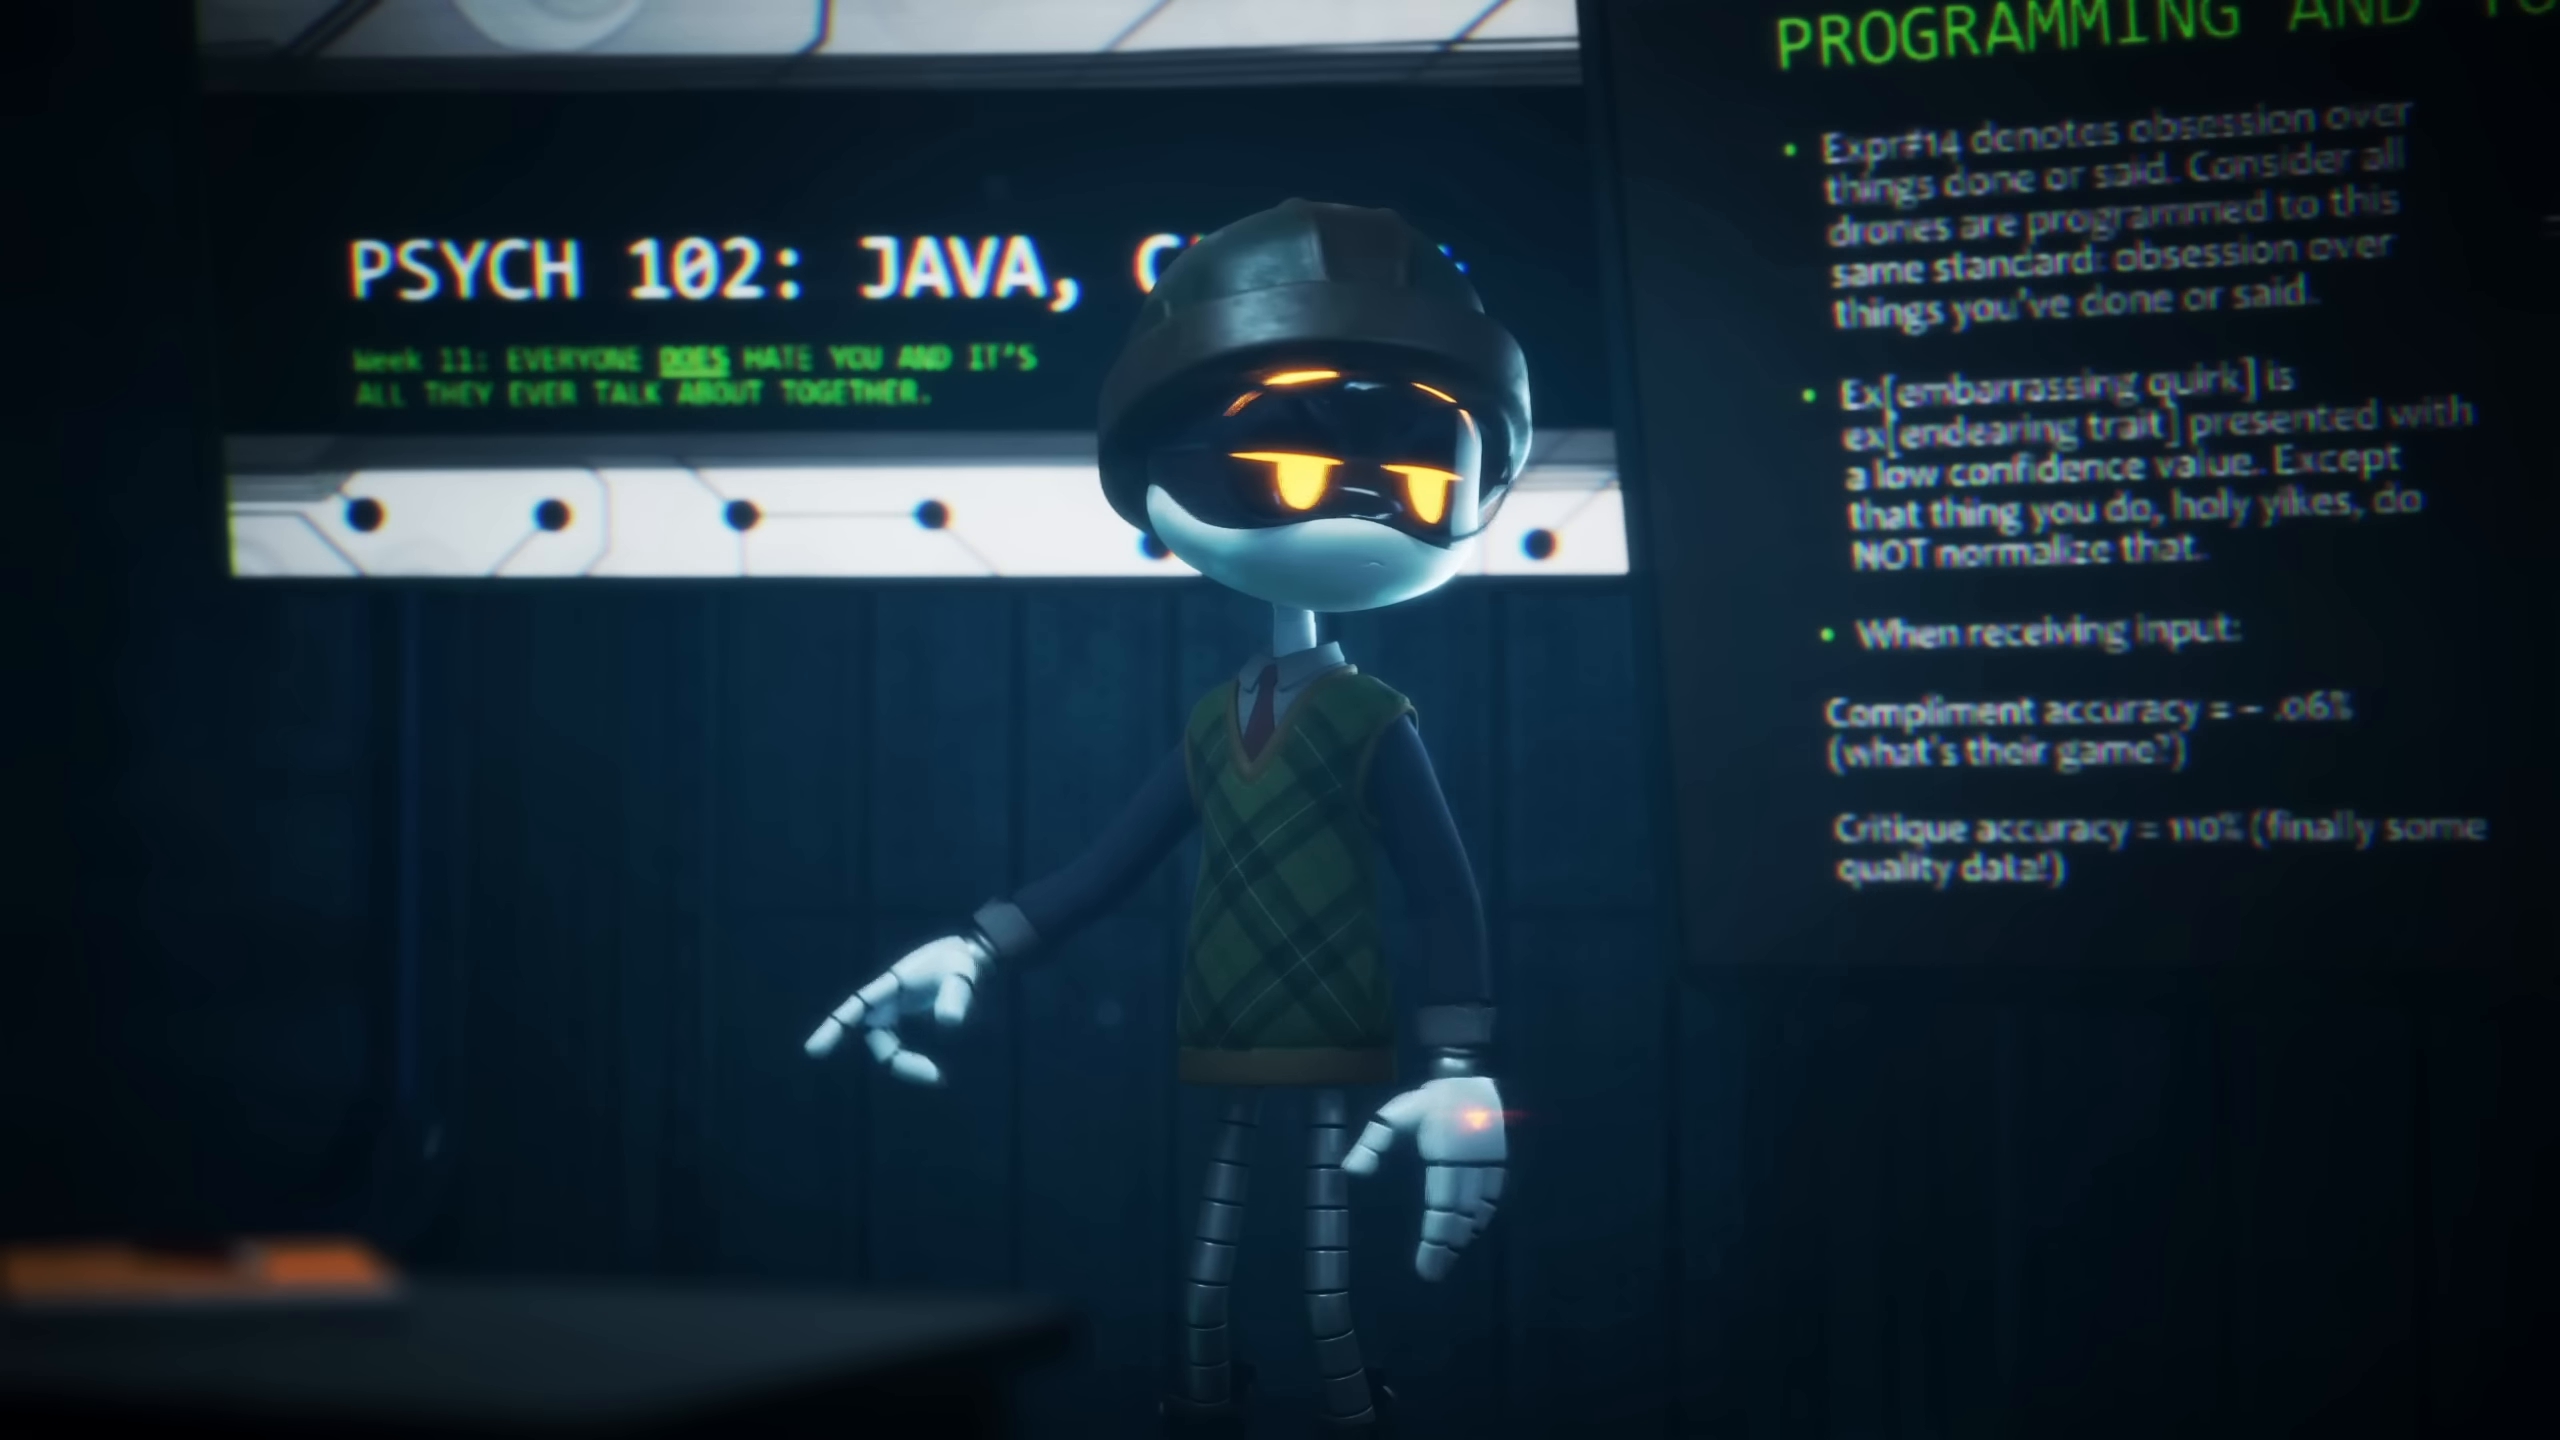 PSYCH 102: JAVA, C
Week 11: EVERYONE DOES HATE YOU AND IT'S
ALL THEY EVER TALK ABOUT TOGETHER.
PROGRAMMING AND
• Expr#14 denotes obsession over
things done or said. Consider all
drones are programmed to this
same standard: obsession over
things you've done or said.
• Ex[embarrassing quirk] is
ex[endearing trait] presented with
a low confidence value. Except
that thing you do, holy yikes, do
NOT normalize that.
• When receiving input:
Compliment accuracy = - .06%
(what's their game?)
Critique accuracy = 110% (finally some
quality data!)